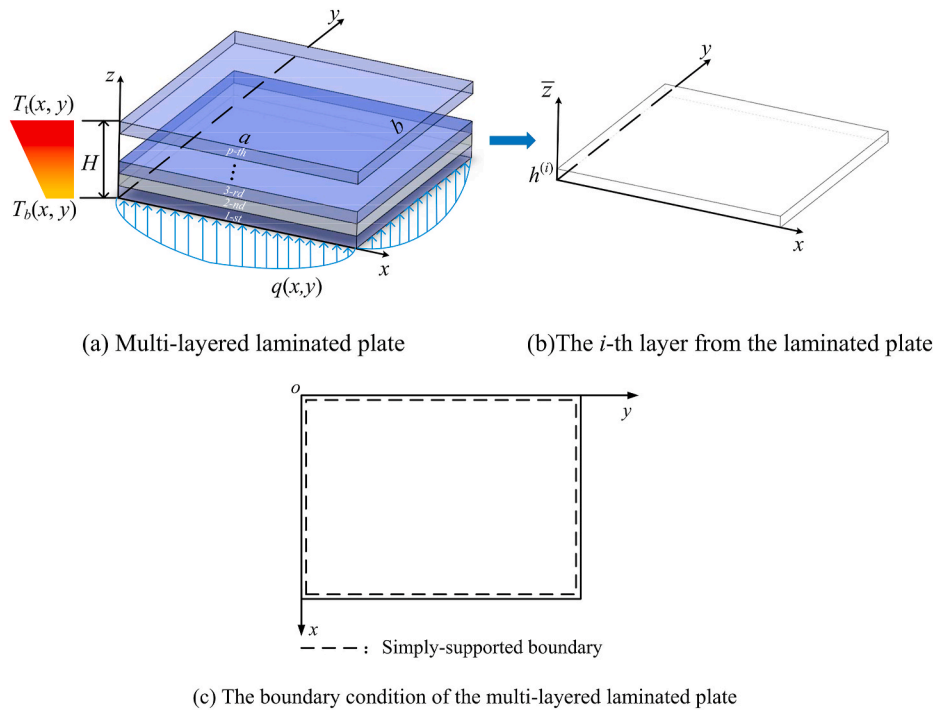 y
z
T_t(x, y)
H
T_b(x, y)
a
b
p-th
3-rd
2-nd
1-st
x
q(x,y)
y
z̅
h^(i)
x
(a) Multi-layered laminated plate
(b)The i-th layer from the laminated plate
o
y
x
: Simply-supported boundary
(c) The boundary condition of the multi-layered laminated plate